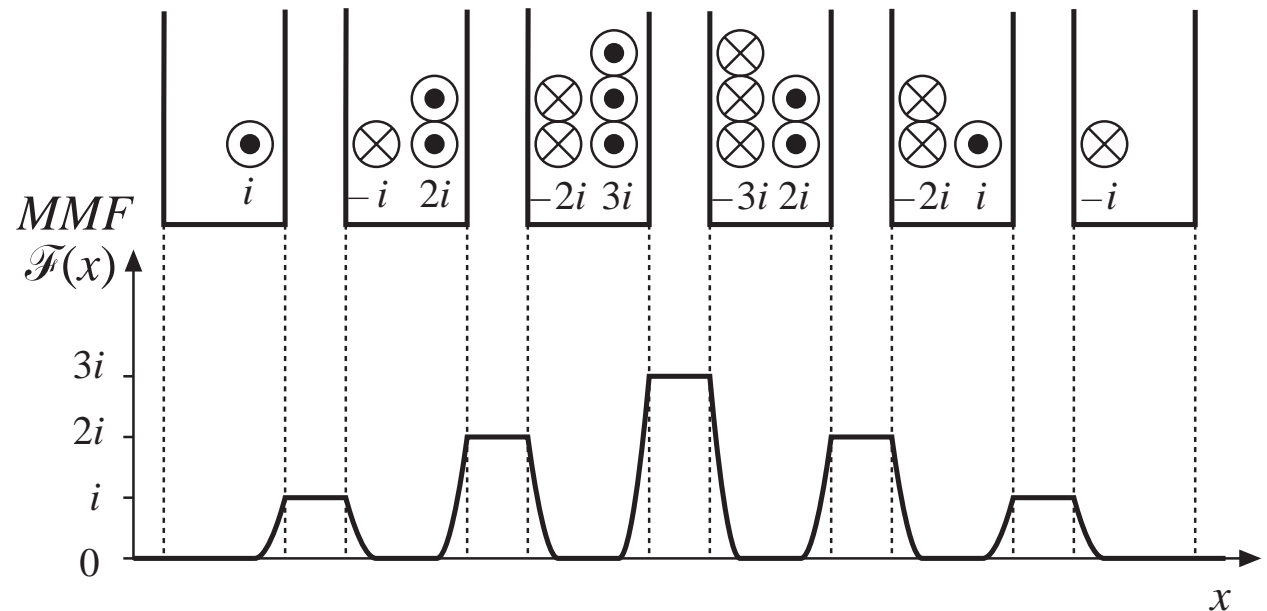 i –i 2i –2i 3i –3i 2i –2i i –i
MMF
ℱ(x)
3i
2i
i
0
x